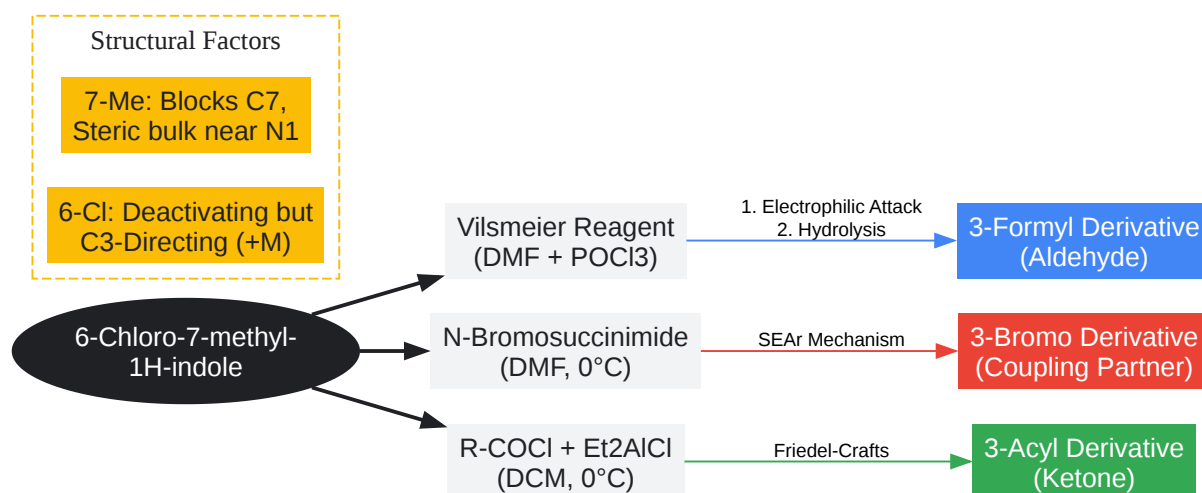 Structural Factors
7-Me: Blocks C7,
Steric bulk near N1
6-Cl: Deactivating but
C3-Directing (+M)
6-Chloro-7-methyl-
1H-indole
Vilsmeier Reagent
(DMF + POCl3)
1. Electrophilic Attack
2. Hydrolysis
3-Formyl Derivative
(Aldehyde)
N-Bromosuccinimide
(DMF, 0°C)
SEAr Mechanism
3-Bromo Derivative
(Coupling Partner)
R-COCl + Et2AlCl
(DCM, 0°C)
Friedel-Crafts
3-Acyl Derivative
(Ketone)